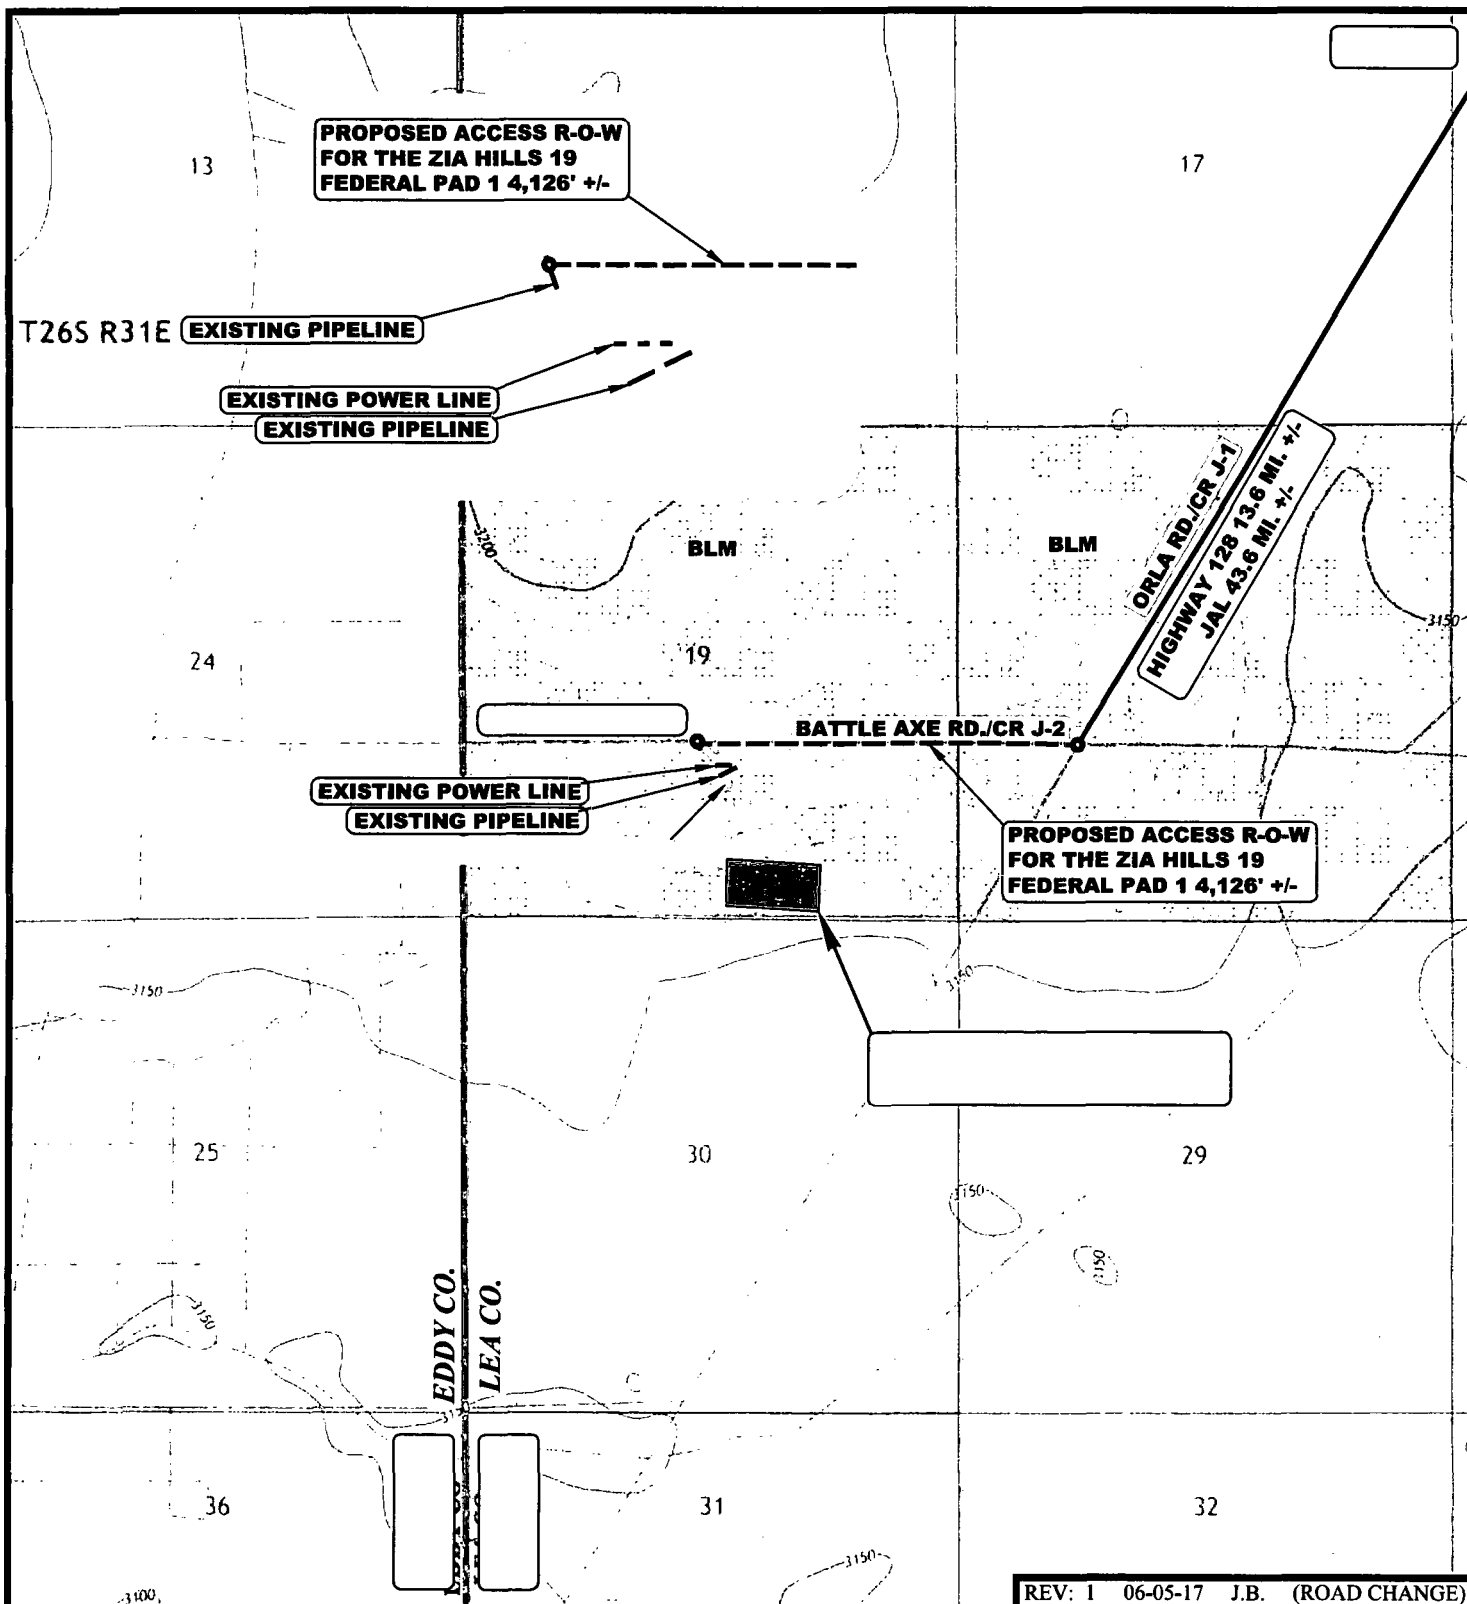 PROPOSED ACCESS R-O-W
FOR THE ZIA HILLS 19
FEDERAL PAD 1 4,126' +/-
13
17
T26S R31E
EXISTING PIPELINE
EXISTING POWER LINE
EXISTING PIPELINE
ORLA RD./CR J-1
HIGHWAY 128 13.6 MI. +/-
JAL 43.6 MI. +/-
3200
BLM
BLM
3150
24
19
BATTLE AXE RD./CR J-2
EXISTING POWER LINE
EXISTING PIPELINE
PROPOSED ACCESS R-O-W
FOR THE ZIA HILLS 19
FEDERAL PAD 1 4,126' +/-
3150
3150
25
30
29
3150
3150
3150
EDDY CO.
LEA CO.
36
31
32
3150
3100
REV: 1 06-05-17 J.B. (ROAD CHANGE)